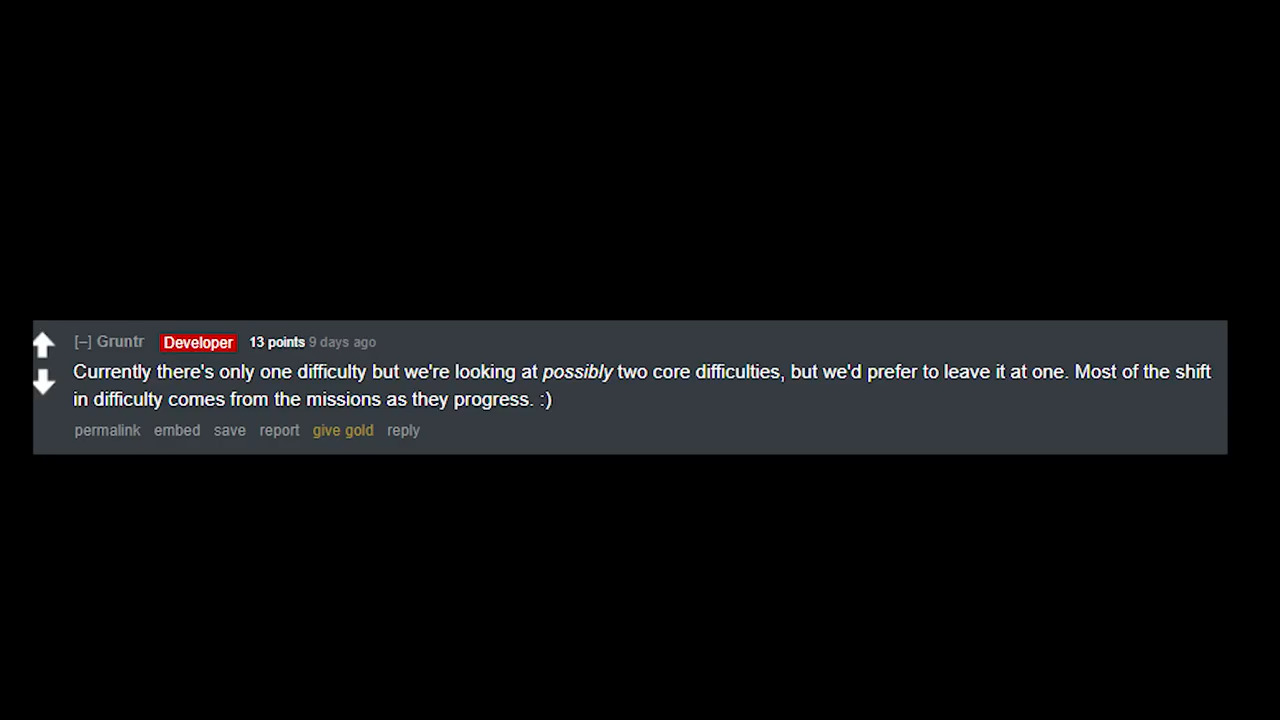 [–] Gruntr Developer 13 points 9 days ago
Currently there's only one difficulty but we're looking at possibly two core difficulties, but we'd prefer to leave it at one. Most of the shift
in difficulty comes from the missions as they progress. :)
permalink embed save report give gold reply